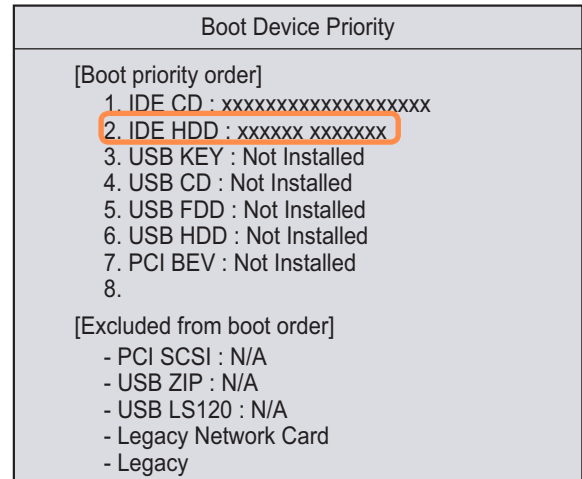 Boot Device Priority
[Boot priority order]
1. IDE CD : xxxxxxxxxxxxxxxxxxx
2. IDE HDD : xxxxxx xxxxxxx
3. USB KEY : Not Installed
4. USB CD : Not Installed
5. USB FDD : Not Installed
6. USB HDD : Not Installed
7. PCI BEV : Not Installed
8.
[Excluded from boot order]
- PCI SCSI : N/A
- USB ZIP : N/A
- USB LS120 : N/A
- Legacy Network Card
- Legacy